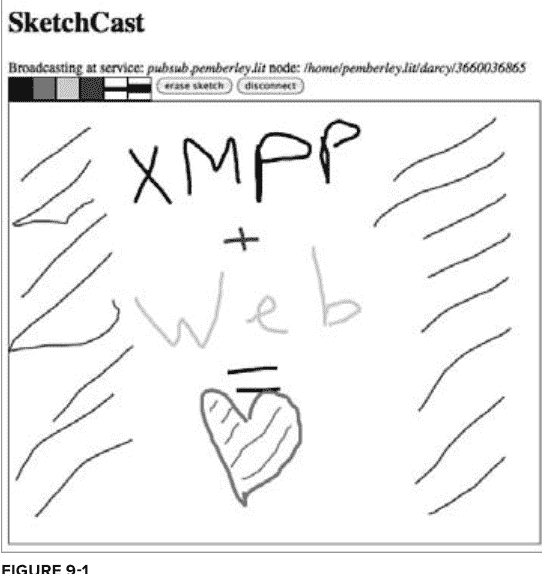 SketchCast
Broadcasting at service: pubsub.pemberley.lit node: /home/pemberley.lit/darcy/3660036865
erase sketch disconnect
XMPP
+
Web
=
FIGURE 9-1